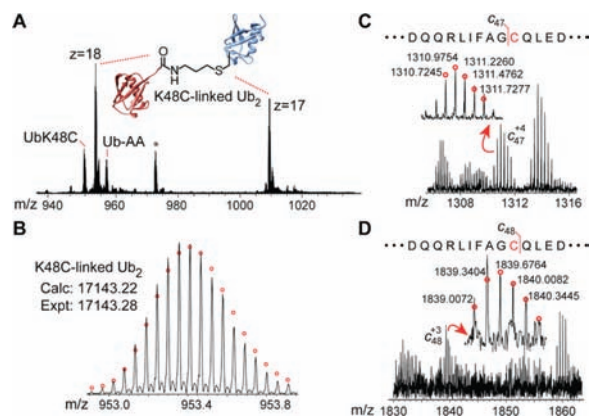 A
z=18
O
N
H
S
K48C-linked Ub2
z=17
UbK48C
Ub-AA
*
m/z 940 960 980 1000 1020
B
K48C-linked Ub2
Calc: 17143.22
Expt: 17143.28
m/z 953.0 953.4 953.8
C
C47
···DQQRLIFAGCQLED···
1310.9754
1311.2260
1310.7245
1311.4762
1311.7277
C47+4
m/z 1308 1312 1316
D
C48
···DQQRLIFAGCQLED···
1839.6764
1839.3404
1840.0082
1839.0072
1840.3445
C48+3
1830 1840 1850 1860
m/z